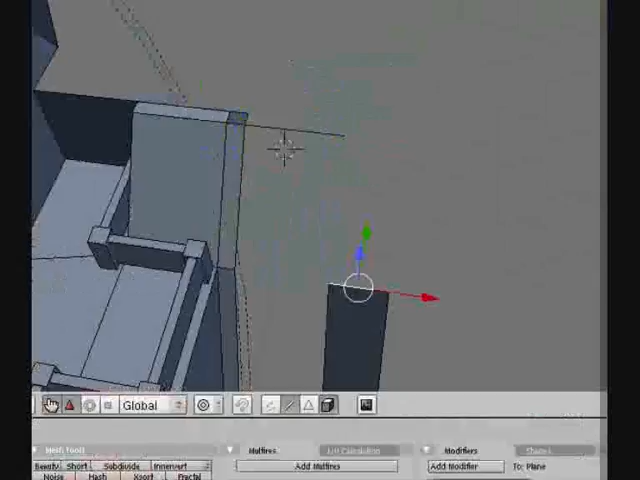 Global
Mesh Tools Multires Modifiers Shapes
Beauty Short Subdivide Innervert Add Multires Add Modifier To: Plane
Noise Hash Xsort Fractal